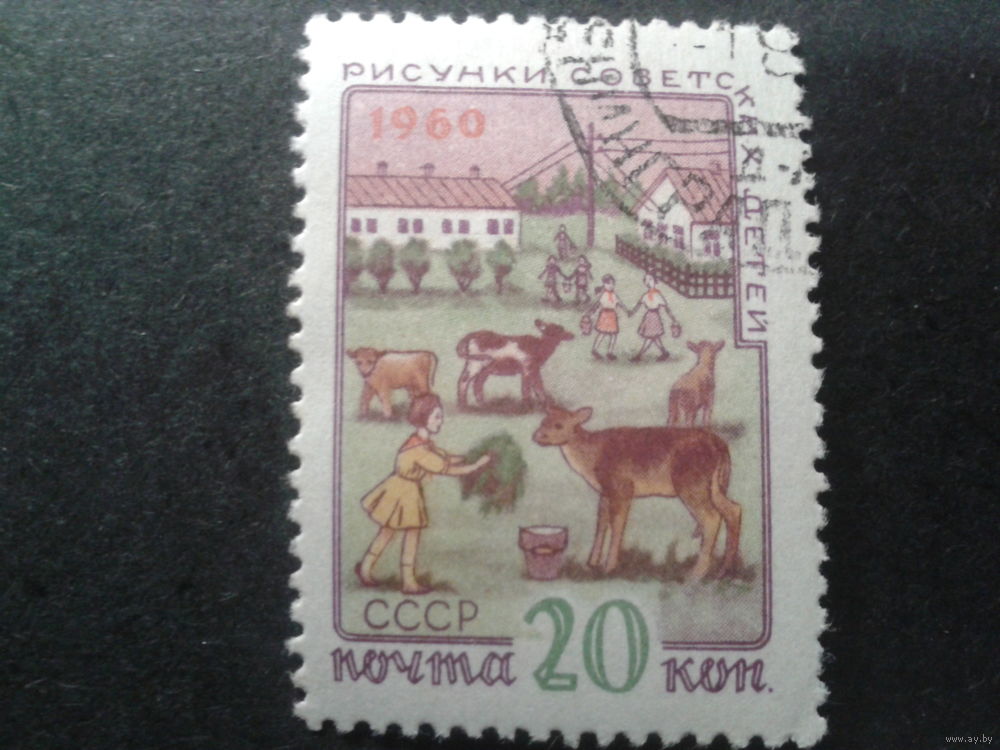 РИСУНКИ СОВЕТСКИХ ДЕТЕЙ
1960
СССР
почта 20 коп.
www.ay.by